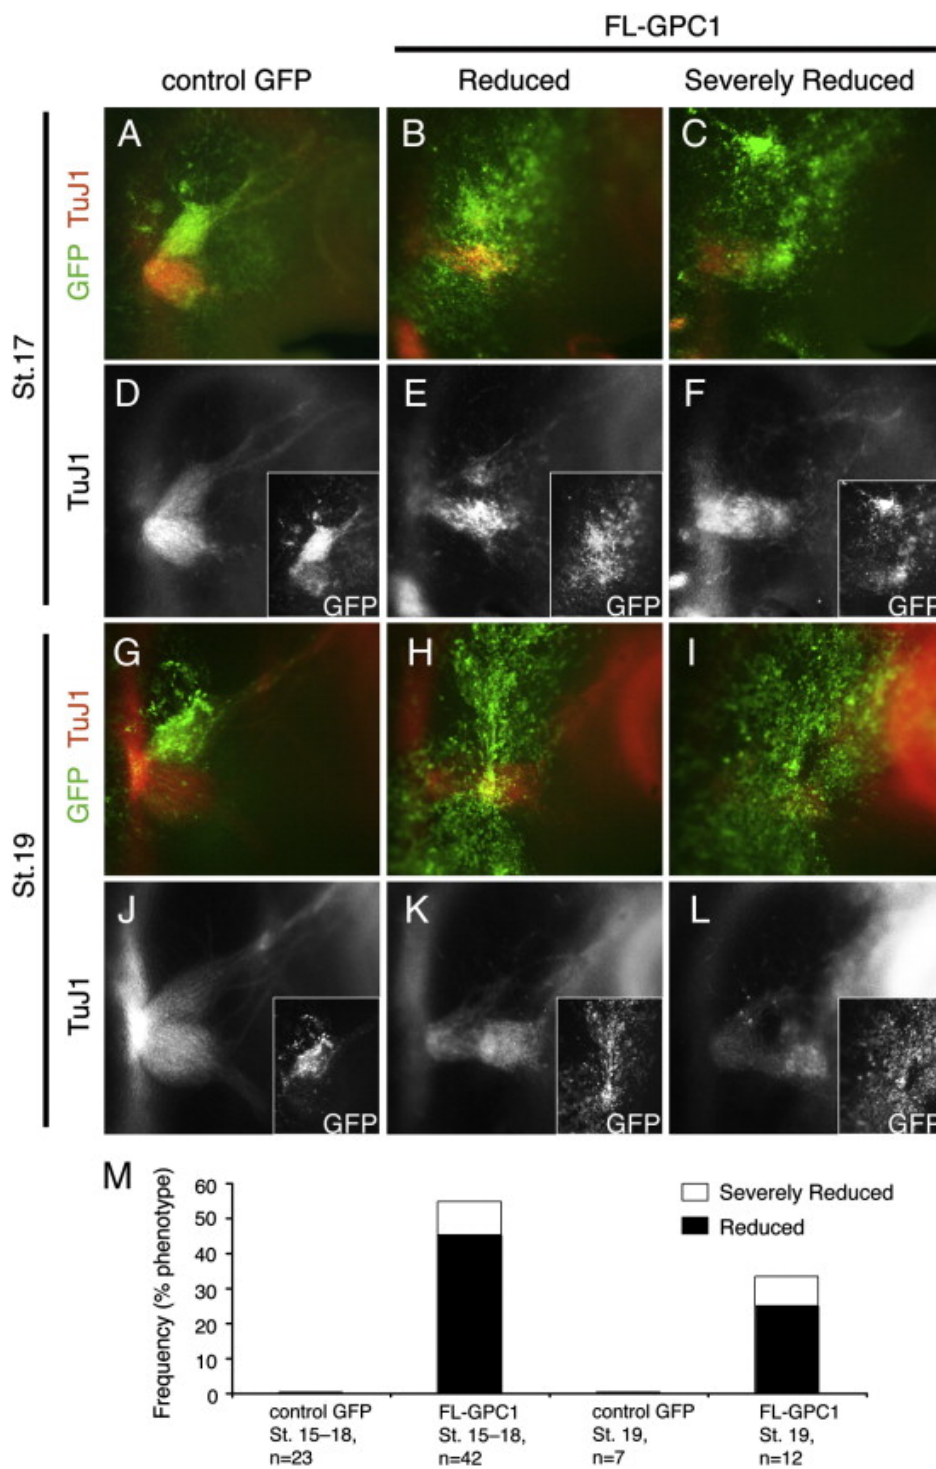 FL-GPC1
control GFP
Reduced
Severely Reduced
St.17
GFP TuJ1
A
B
C
TuJ1
D
GFP
E
GFP
F
GFP
St.19
GFP TuJ1
G
H
I
TuJ1
J
GFP
K
GFP
L
GFP
M
Frequency (% phenotype)
60
50
40
30
20
10
0
Severely Reduced
Reduced
control GFP
St. 15–18,
n=23
FL-GPC1
St. 15–18,
n=42
control GFP
St. 19,
n=7
FL-GPC1
St. 19,
n=12